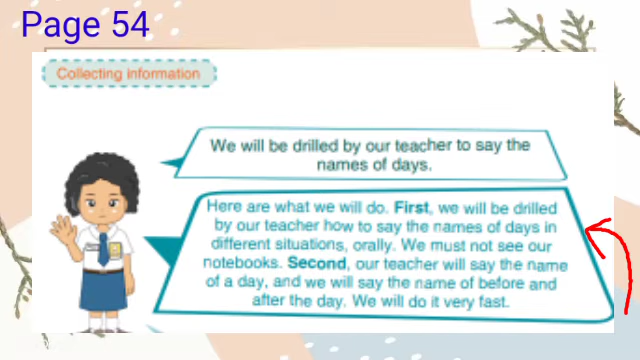 Page 54
Collecting information
We will be drilled by our teacher to say the
names of days.
Here are what we will do. First, we will be drilled
by our teacher how to say the names of days in
different situations, orally. We must not see our
notebooks. Second, our teacher will say the name
of a day, and we will say the name of before and
after the day. We will do it very fast.